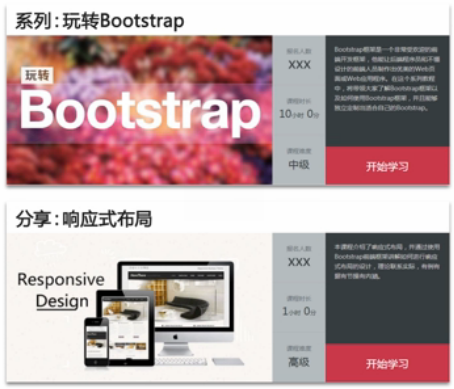 系列：玩转Bootstrap
玩转
Bootstrap
报名人数
XXX
课程时长
10小时 0分
课程难度
中级
Bootstrap框架是一个非常受欢迎的前
端开发框架，他能让后端程序员和不懂
设计的前端人员制作出优美的Web页
面或Web应用程序。在这个系列教程
中，将带领大家了解Bootstrap框架以
及如何使用Bootstrap框架，并且能够
独立定制出适合自己的Bootstrap。
开始学习
分享：响应式布局
Responsive
Design
报名人数
XXX
课程时长
1小时 0分
课程难度
高级
本课程介绍了响应式布局，并通过使用
Bootstrap前端框架讲解如何进行响应
式布局的设计，理论联系实际，有例有
据有节操有内涵。
开始学习